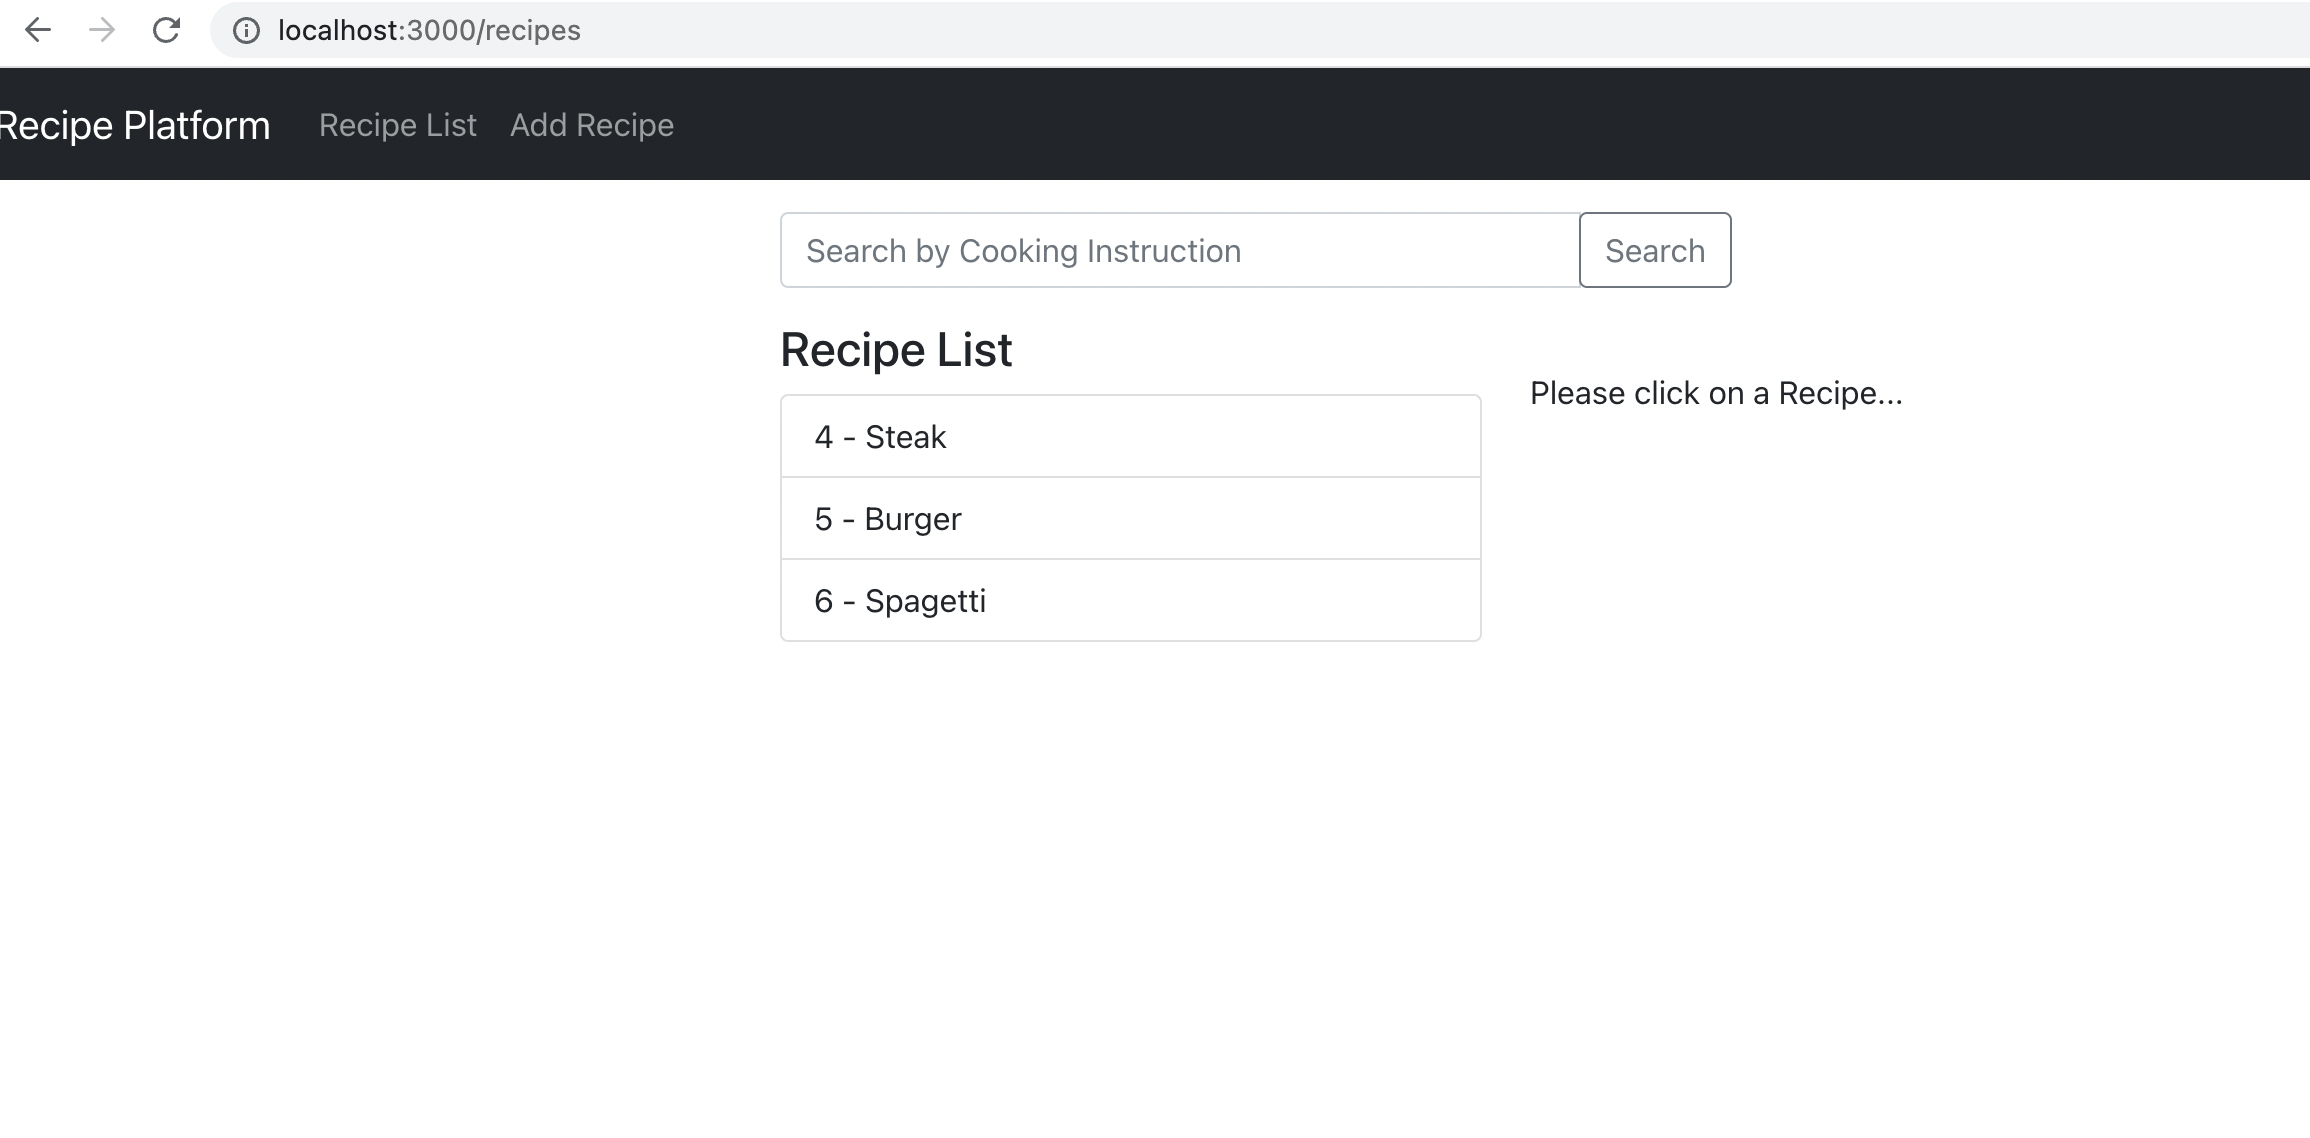 localhost:3000/recipes
Recipe Platform Recipe List Add Recipe
Search by Cooking Instruction Search
Recipe List
Please click on a Recipe...
4 - Steak
5 - Burger
6 - Spagetti